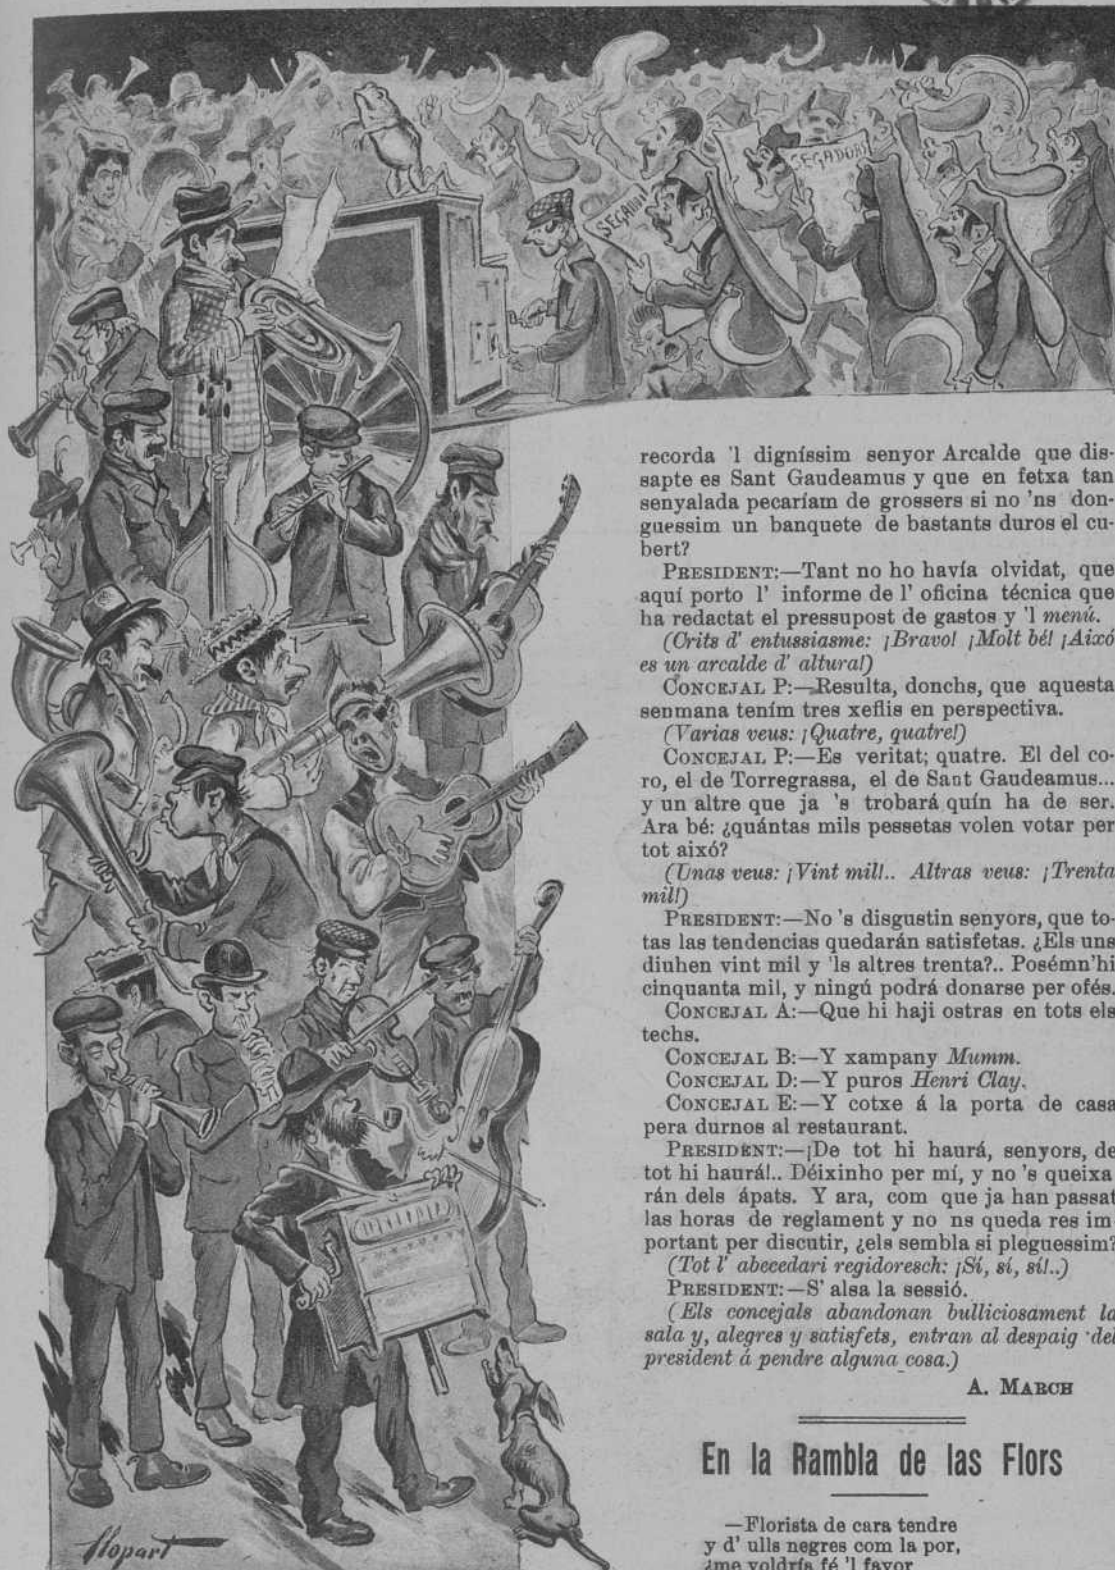 SEGADORS
SEGADORS
recorda 'l digníssim senyor Arcalde que dis-
sapte es Sant Gaudeamus y que en fetxa tan
senyalada pecaríam de grossers si no 'ns don-
guessim un banquete de bastants duros el cu-
bert?
PRESIDENT:—Tant no ho havía olvidat, que
aquí porto l' informe de l' oficina técnica que
ha redactat el pressupost de gastos y 'l menú.
(Crits d' entussiasme: ¡Bravo! ¡Molt bé! ¡Aixó
es un arcalde d' altura!)
CONCEJAL P:—Resulta, donchs, que aquesta
senmana tením tres xeflis en perspectiva.
(Varias veus: ¡Quatre, quatre!)
CONCEJAL P:—Es veritat; quatre. El del co-
ro, el de Torregrassa, el de Sant Gaudeamus...
y un altre que ja 's trobará quín ha de ser.
Ara bé: ¿quántas mils pessetas volen votar per
tot aixó?
(Unas veus: ¡Vint mil!.. Altras veus: ¡Trenta
mil!)
PRESIDENT:—No 's disgustin senyors, que to-
tas las tendencias quedarán satisfetas. ¿Els uns
diuhen vint mil y 'ls altres trenta?.. Posémn'hi
cinquanta mil, y ningú podrá donarse per ofés.
CONCEJAL A:—Que hi haji ostras en tots els
techs.
CONCEJAL B:—Y xampany Mumm.
CONCEJAL D:—Y puros Henri Clay.
CONCEJAL E:—Y cotxe á la porta de casa
pera durnos al restaurant.
PRESIDENT:—¡De tot hi haurá, senyors, de
tot hi haurá!.. Déixinho per mí, y no 's queixa
rán dels ápats. Y ara, com que ja han passat
las horas de reglament y no ns queda res im
portant per discutir, ¿els sembla si pleguessim?
(Tot l' abecedari regidoresch: ¡Sí, sí, sí!..)
PRESIDENT:—S' alsa la sessió.
(Els concejals abandonan bulliciosament la
sala y, alegres y satisfets, entran al despaig del
president á pendre alguna cosa.)
A. MARCH
En la Rambla de las Flors
—Florista de cara tendre
y d' ulls negres com la por,
¿me voldría fé 'l favor
Llopart